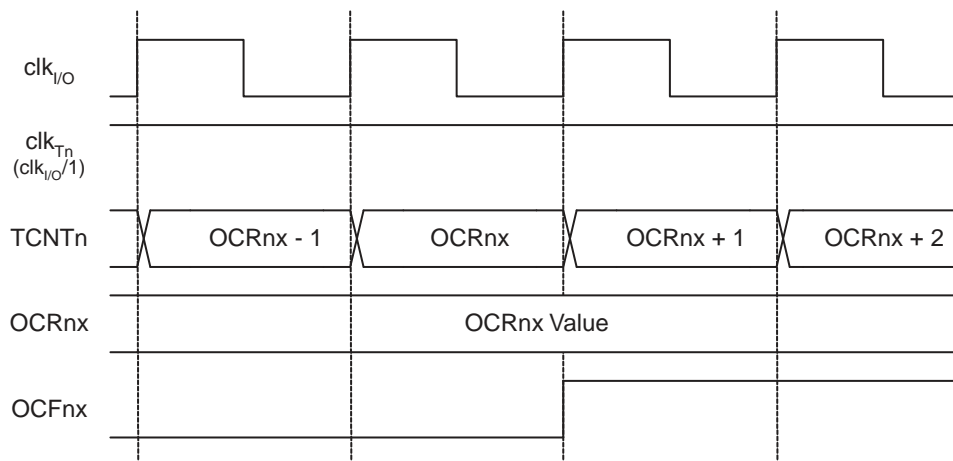 clkI/O
clkTn
(clkI/O/1)
TCNTn
OCRnx - 1
OCRnx
OCRnx + 1
OCRnx + 2
OCRnx
OCRnx Value
OCFnx